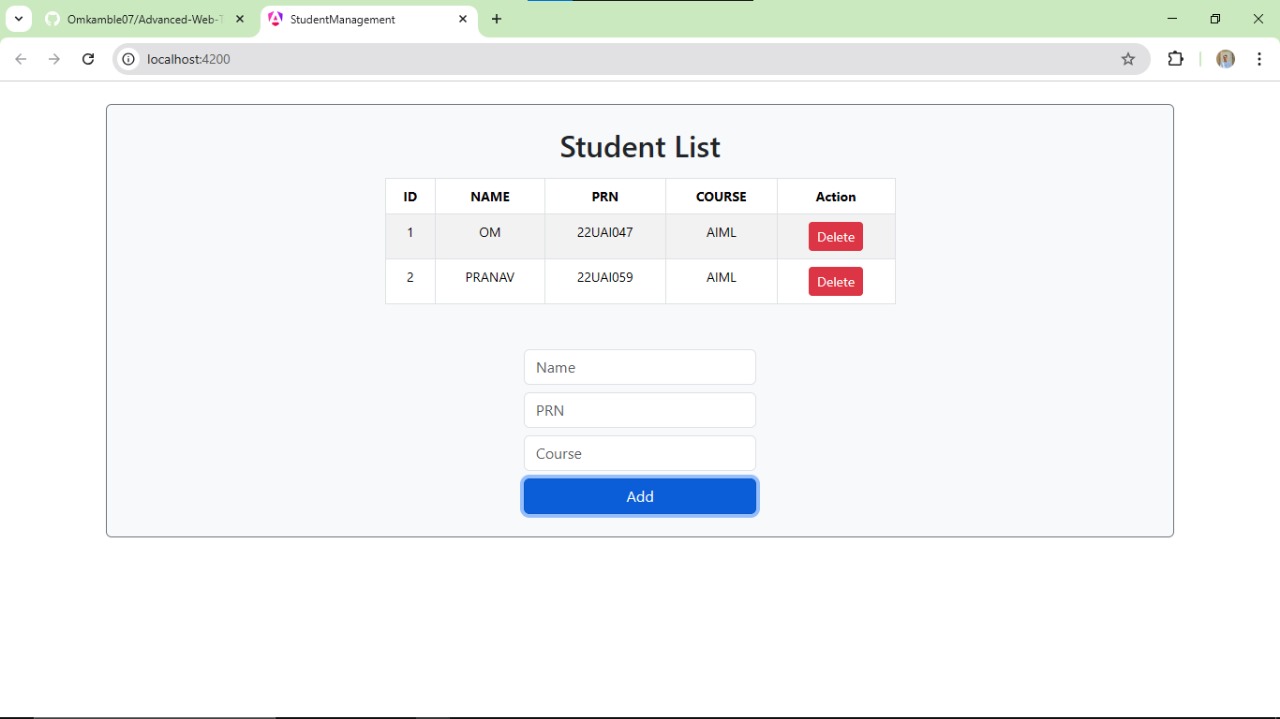 Omkamble07/Advanced-Web-T
StudentManagement
localhost:4200
Student List
ID NAME PRN COURSE Action
1 OM 22UAI047 AIML Delete
2 PRANAV 22UAI059 AIML Delete
Name
PRN
Course
Add